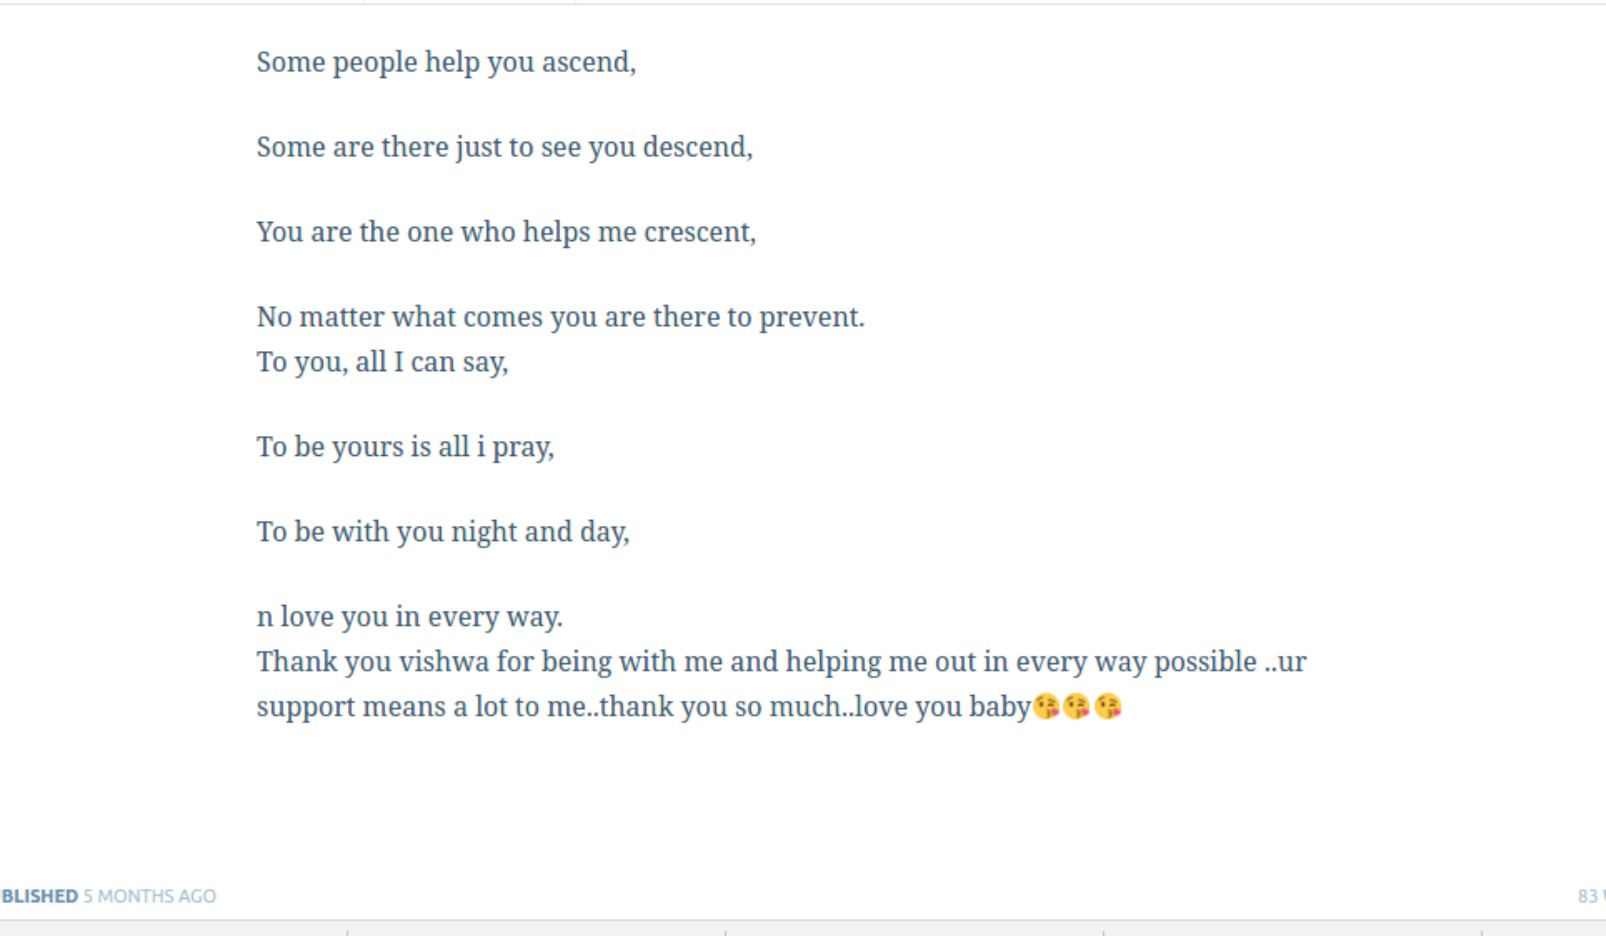 Some people help you ascend,
Some are there just to see you descend,
You are the one who helps me crescent,
No matter what comes you are there to prevent.
To you, all I can say,
To be yours is all i pray,
To be with you night and day,
n love you in every way.
Thank you vishwa for being with me and helping me out in every way possible ..ur
support means a lot to me..thank you so much..love you baby😘😘😘
BLISHED 5 MONTHS AGO
83